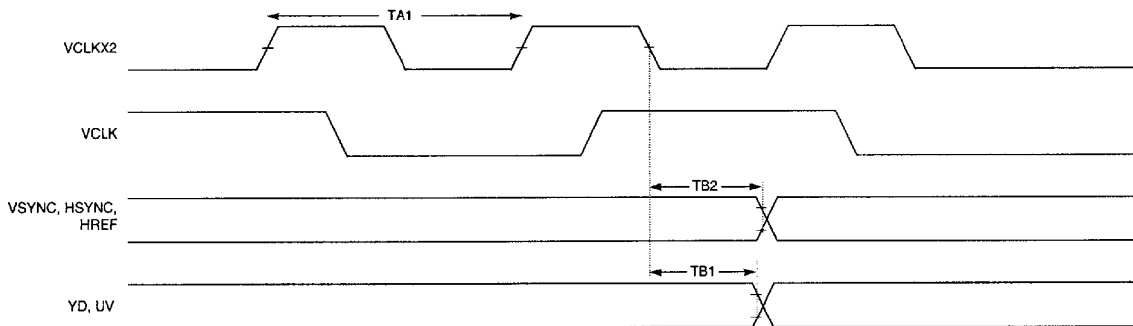 TA1
VCLKX2
VCLK
TB2
VSYNC, HSYNC,
HREF
TB1
YD, UV